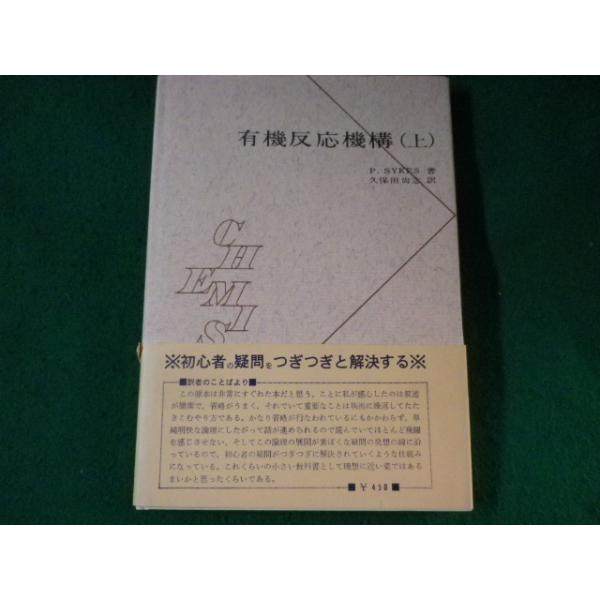 有機反応機構(上)
P. SYKES 著
久保田尚志 訳
CHEMIS
※初心者の疑問をつぎつぎと解決する※
■訳者のことばより■
この原本は非常にすぐれた本だと思う。ことに私が感心したのは叙述
が簡潔で、省略がうまく、それでいて重要なことは執拗に繰返してたた
きこむやり方である。かなり省略が行なわれているにもかかわらず、単
純明快な論理にしたがって話が進められるので読んでいてほとんど飛躍
を感じさせない。そしてこの論理の展開が素ぼくな疑問の発想の線に沿
っているので、初心者の疑問がつぎつぎに解決されていくような仕組み
になっている。これくらいの小さい教科書として理想に近い姿ではある
まいかと思ったくらいである。
■ ¥ 450 ■